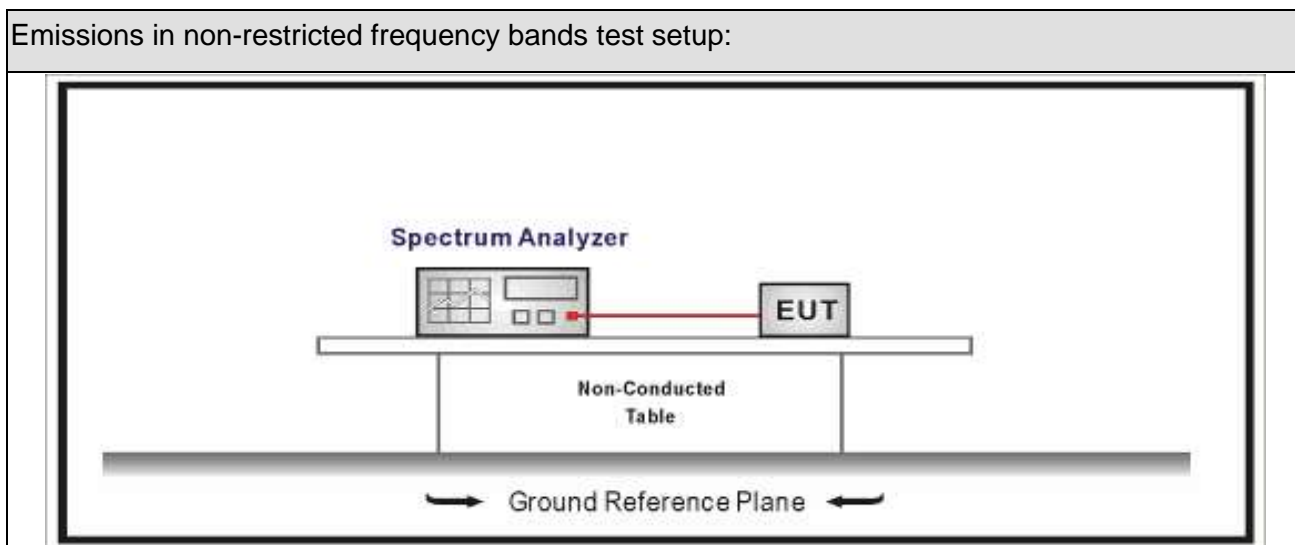 Emissions in non-restricted frequency bands test setup:
Spectrum Analyzer
EUT
Non-Conducted
Table
Ground Reference Plane